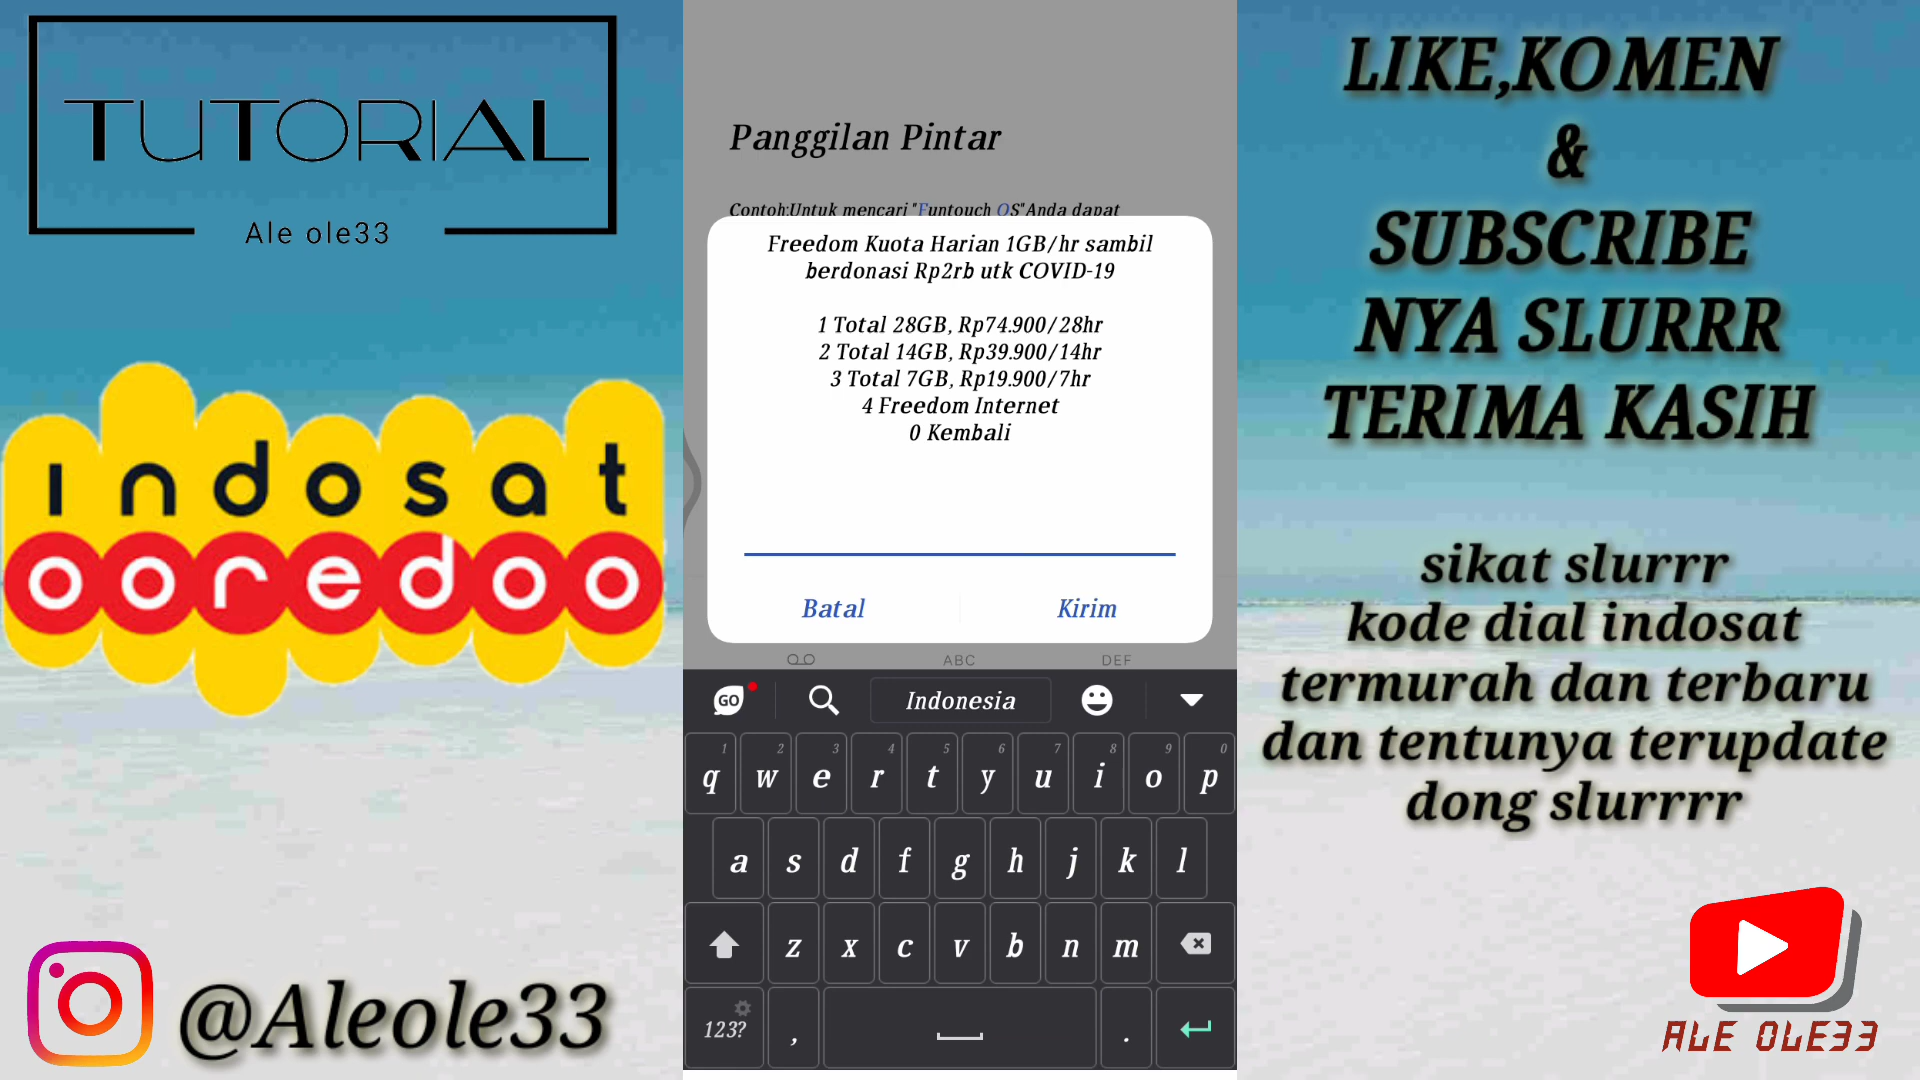 TUTORIAL
Ale ole33
indosat
ooredoo
@Aleole33
Panggilan Pintar
Contoh:Untuk mencari "Funtouch OS"Anda dapat
Freedom Kuota Harian 1GB/hr sambil
berdonasi Rp2rb utk COVID-19
1 Total 28GB, Rp74.900/28hr
2 Total 14GB, Rp39.900/14hr
3 Total 7GB, Rp19.900/7hr
4 Freedom Internet
0 Kembali
Batal Kirim
ABC DEF
GO Indonesia
1 2 3 4 5 6 7 8 9 0
q w e r t y u i o p
a s d f g h j k l
z x c v b n m
123? , .
LIKE,KOMEN
&
SUBSCRIBE
NYA SLURRR
TERIMA KASIH
sikat slurrr
kode dial indosat
termurah dan terbaru
dan tentunya terupdate
dong slurrrr
ALE OLE33